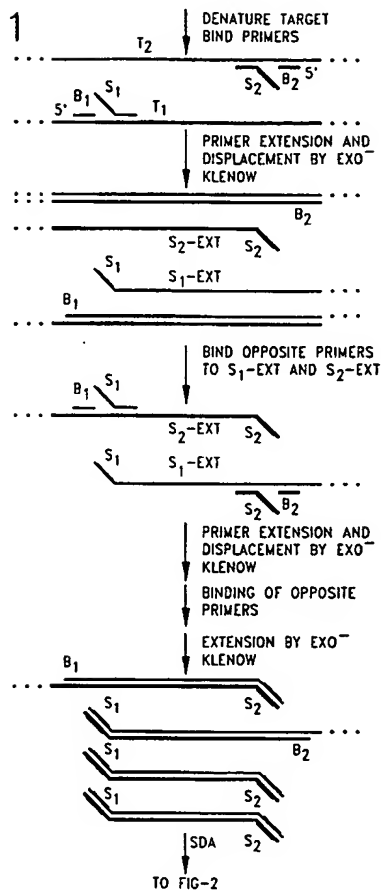 1
DENATURE TARGET
BIND PRIMERS
T2
S2 B2 5'
5' B1 S1 T1
PRIMER EXTENSION AND
DISPLACEMENT BY EXO-
KLENOW
B2
S2-EXT S2
S1 S1-EXT
B1
BIND OPPOSITE PRIMERS
TO S1-EXT AND S2-EXT
B1 S1
S2-EXT S2
S1 S1-EXT
S2 B2
PRIMER EXTENSION AND
DISPLACEMENT BY EXO-
KLENOW
BINDING OF OPPOSITE
PRIMERS
EXTENSION BY EXO-
KLENOW
B1
S1 S2
B2
S1 S2
S1 S2
SDA
TO FIG-2